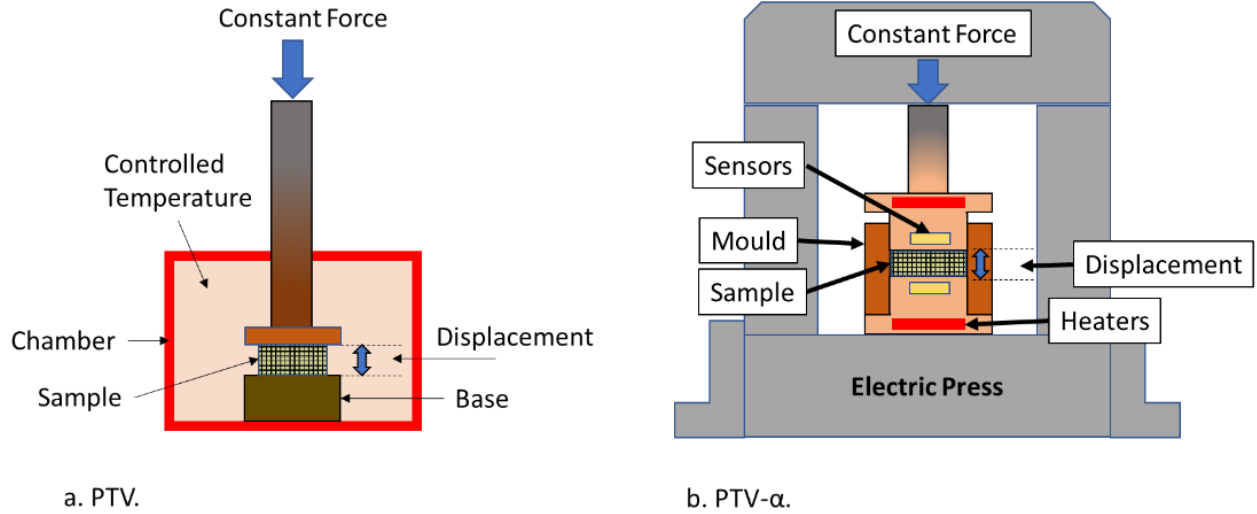 Constant Force
Controlled
Temperature
Chamber
Sample
Displacement
Base
a. PTV.
Constant Force
Sensors
Mould
Sample
Displacement
Heaters
Electric Press
b. PTV-α.